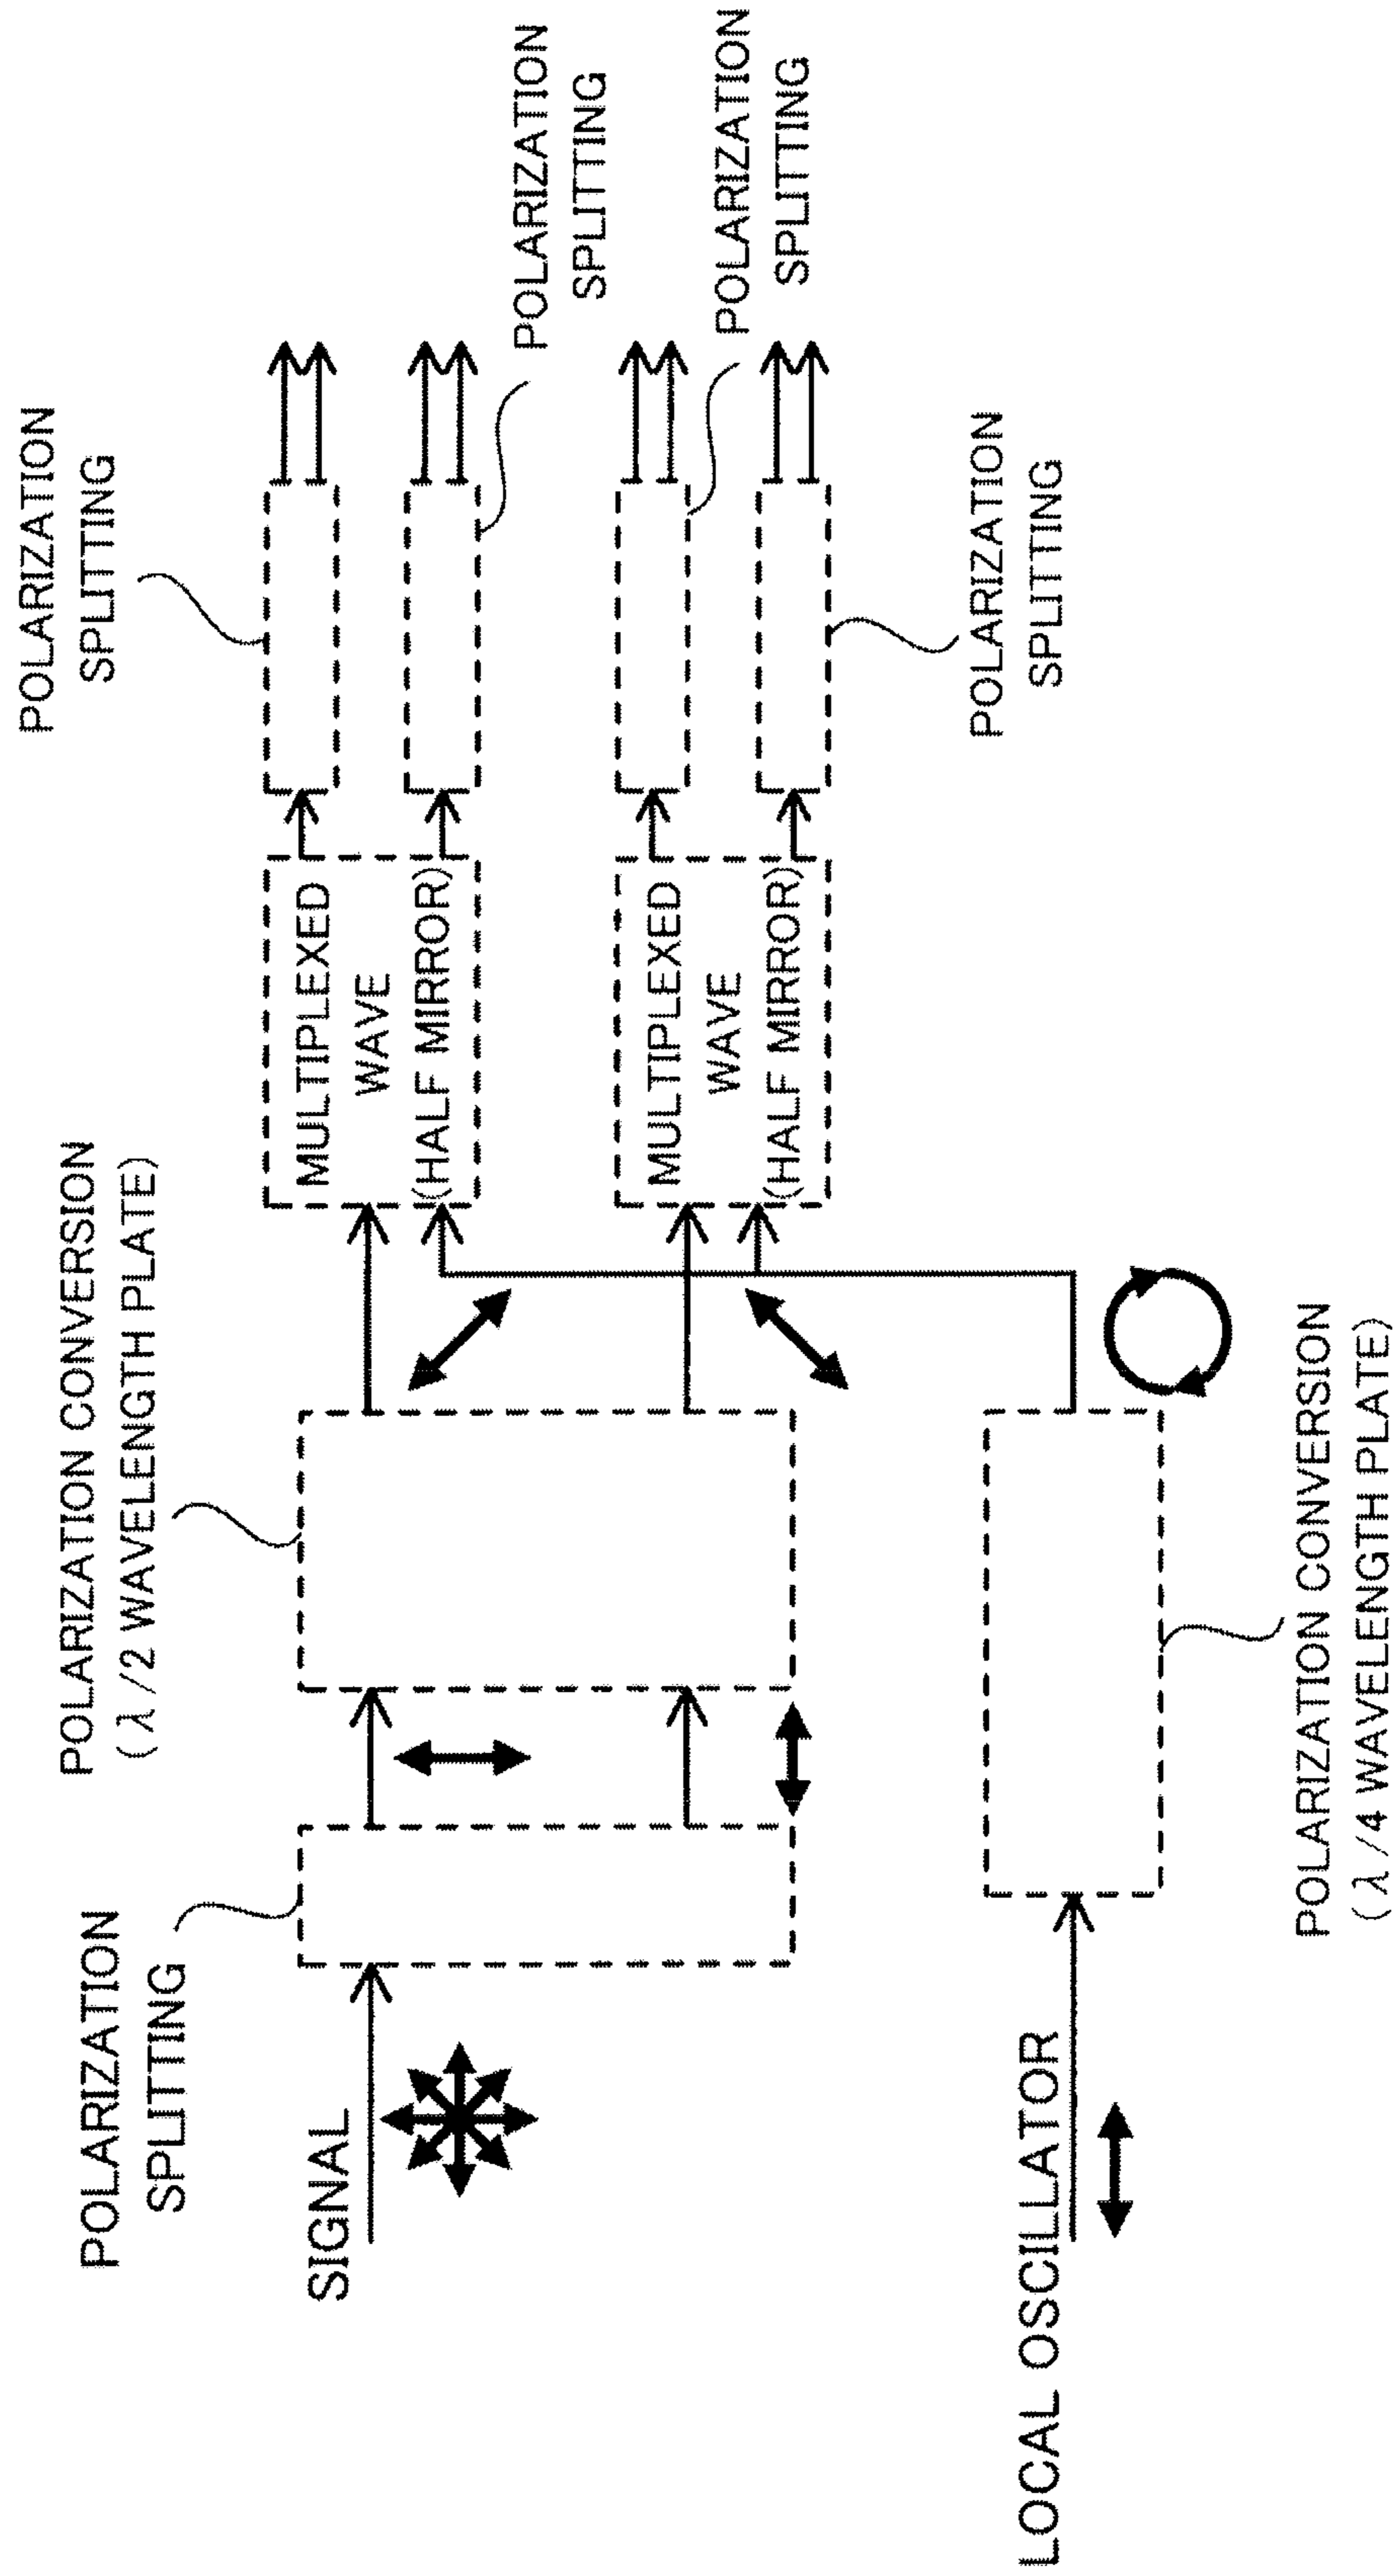 POLARIZATION
SPLITTING
SIGNAL
LOCAL OSCILLATOR
POLARIZATION CONVERSION
( λ /2 WAVELENGTH PLATE)
POLARIZATION CONVERSION
( λ /4 WAVELENGTH PLATE)
MULTIPLEXED
WAVE
(HALF MIRROR)
MULTIPLEXED
WAVE
(HALF MIRROR)
POLARIZATION
SPLITTING
POLARIZATION
SPLITTING
POLARIZATION
SPLITTING
POLARIZATION
SPLITTING